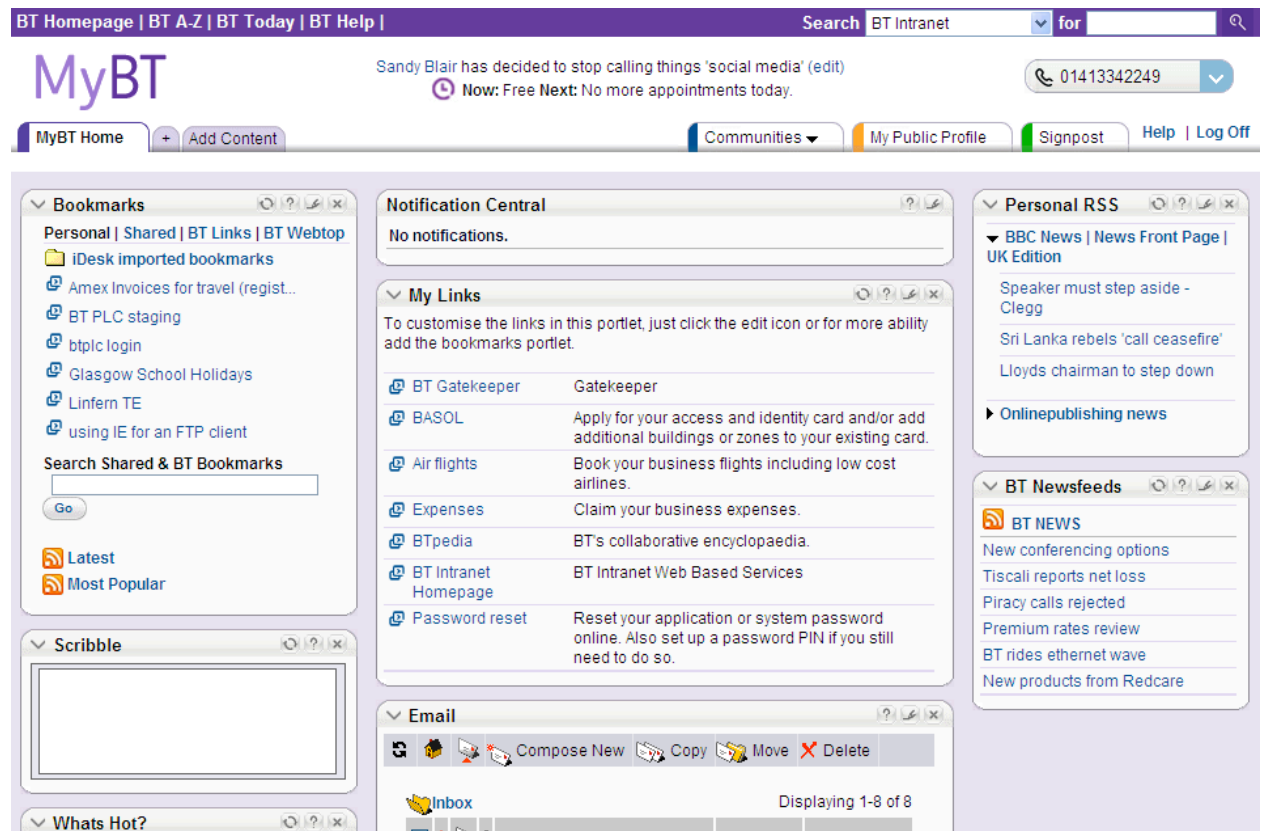 BT Homepage | BT A-Z | BT Today | BT Help |
Search BT Intranet for
MyBT
Sandy Blair has decided to stop calling things 'social media' (edit)
Now: Free Next: No more appointments today.
01413342249
MyBT Home
+
Add Content
Communities
My Public Profile
Signpost
Help | Log Off
Bookmarks
Personal | Shared | BT Links | BT Webtop
iDesk imported bookmarks
Amex Invoices for travel (regist...
BT PLC staging
btplc login
Glasgow School Holidays
Linfern TE
using IE for an FTP client
Search Shared & BT Bookmarks
Go
Latest
Most Popular
Scribble
Whats Hot?
Notification Central
No notifications.
My Links
To customise the links in this portlet, just click the edit icon or for more ability
add the bookmarks portlet.
BT Gatekeeper Gatekeeper
BASOL Apply for your access and identity card and/or add
additional buildings or zones to your existing card.
Air flights Book your business flights including low cost
airlines.
Expenses Claim your business expenses.
BTpedia BT's collaborative encyclopaedia.
BT Intranet BT Intranet Web Based Services
Homepage
Password reset Reset your application or system password
online. Also set up a password PIN if you still
need to do so.
Email
Compose New Copy Move Delete
Inbox Displaying 1-8 of 8
Personal RSS
BBC News | News Front Page |
UK Edition
Speaker must step aside -
Clegg
Sri Lanka rebels 'call ceasefire'
Lloyds chairman to step down
Onlinepublishing news
BT Newsfeeds
BT NEWS
New conferencing options
Tiscali reports net loss
Piracy calls rejected
Premium rates review
BT rides ethernet wave
New products from Redcare